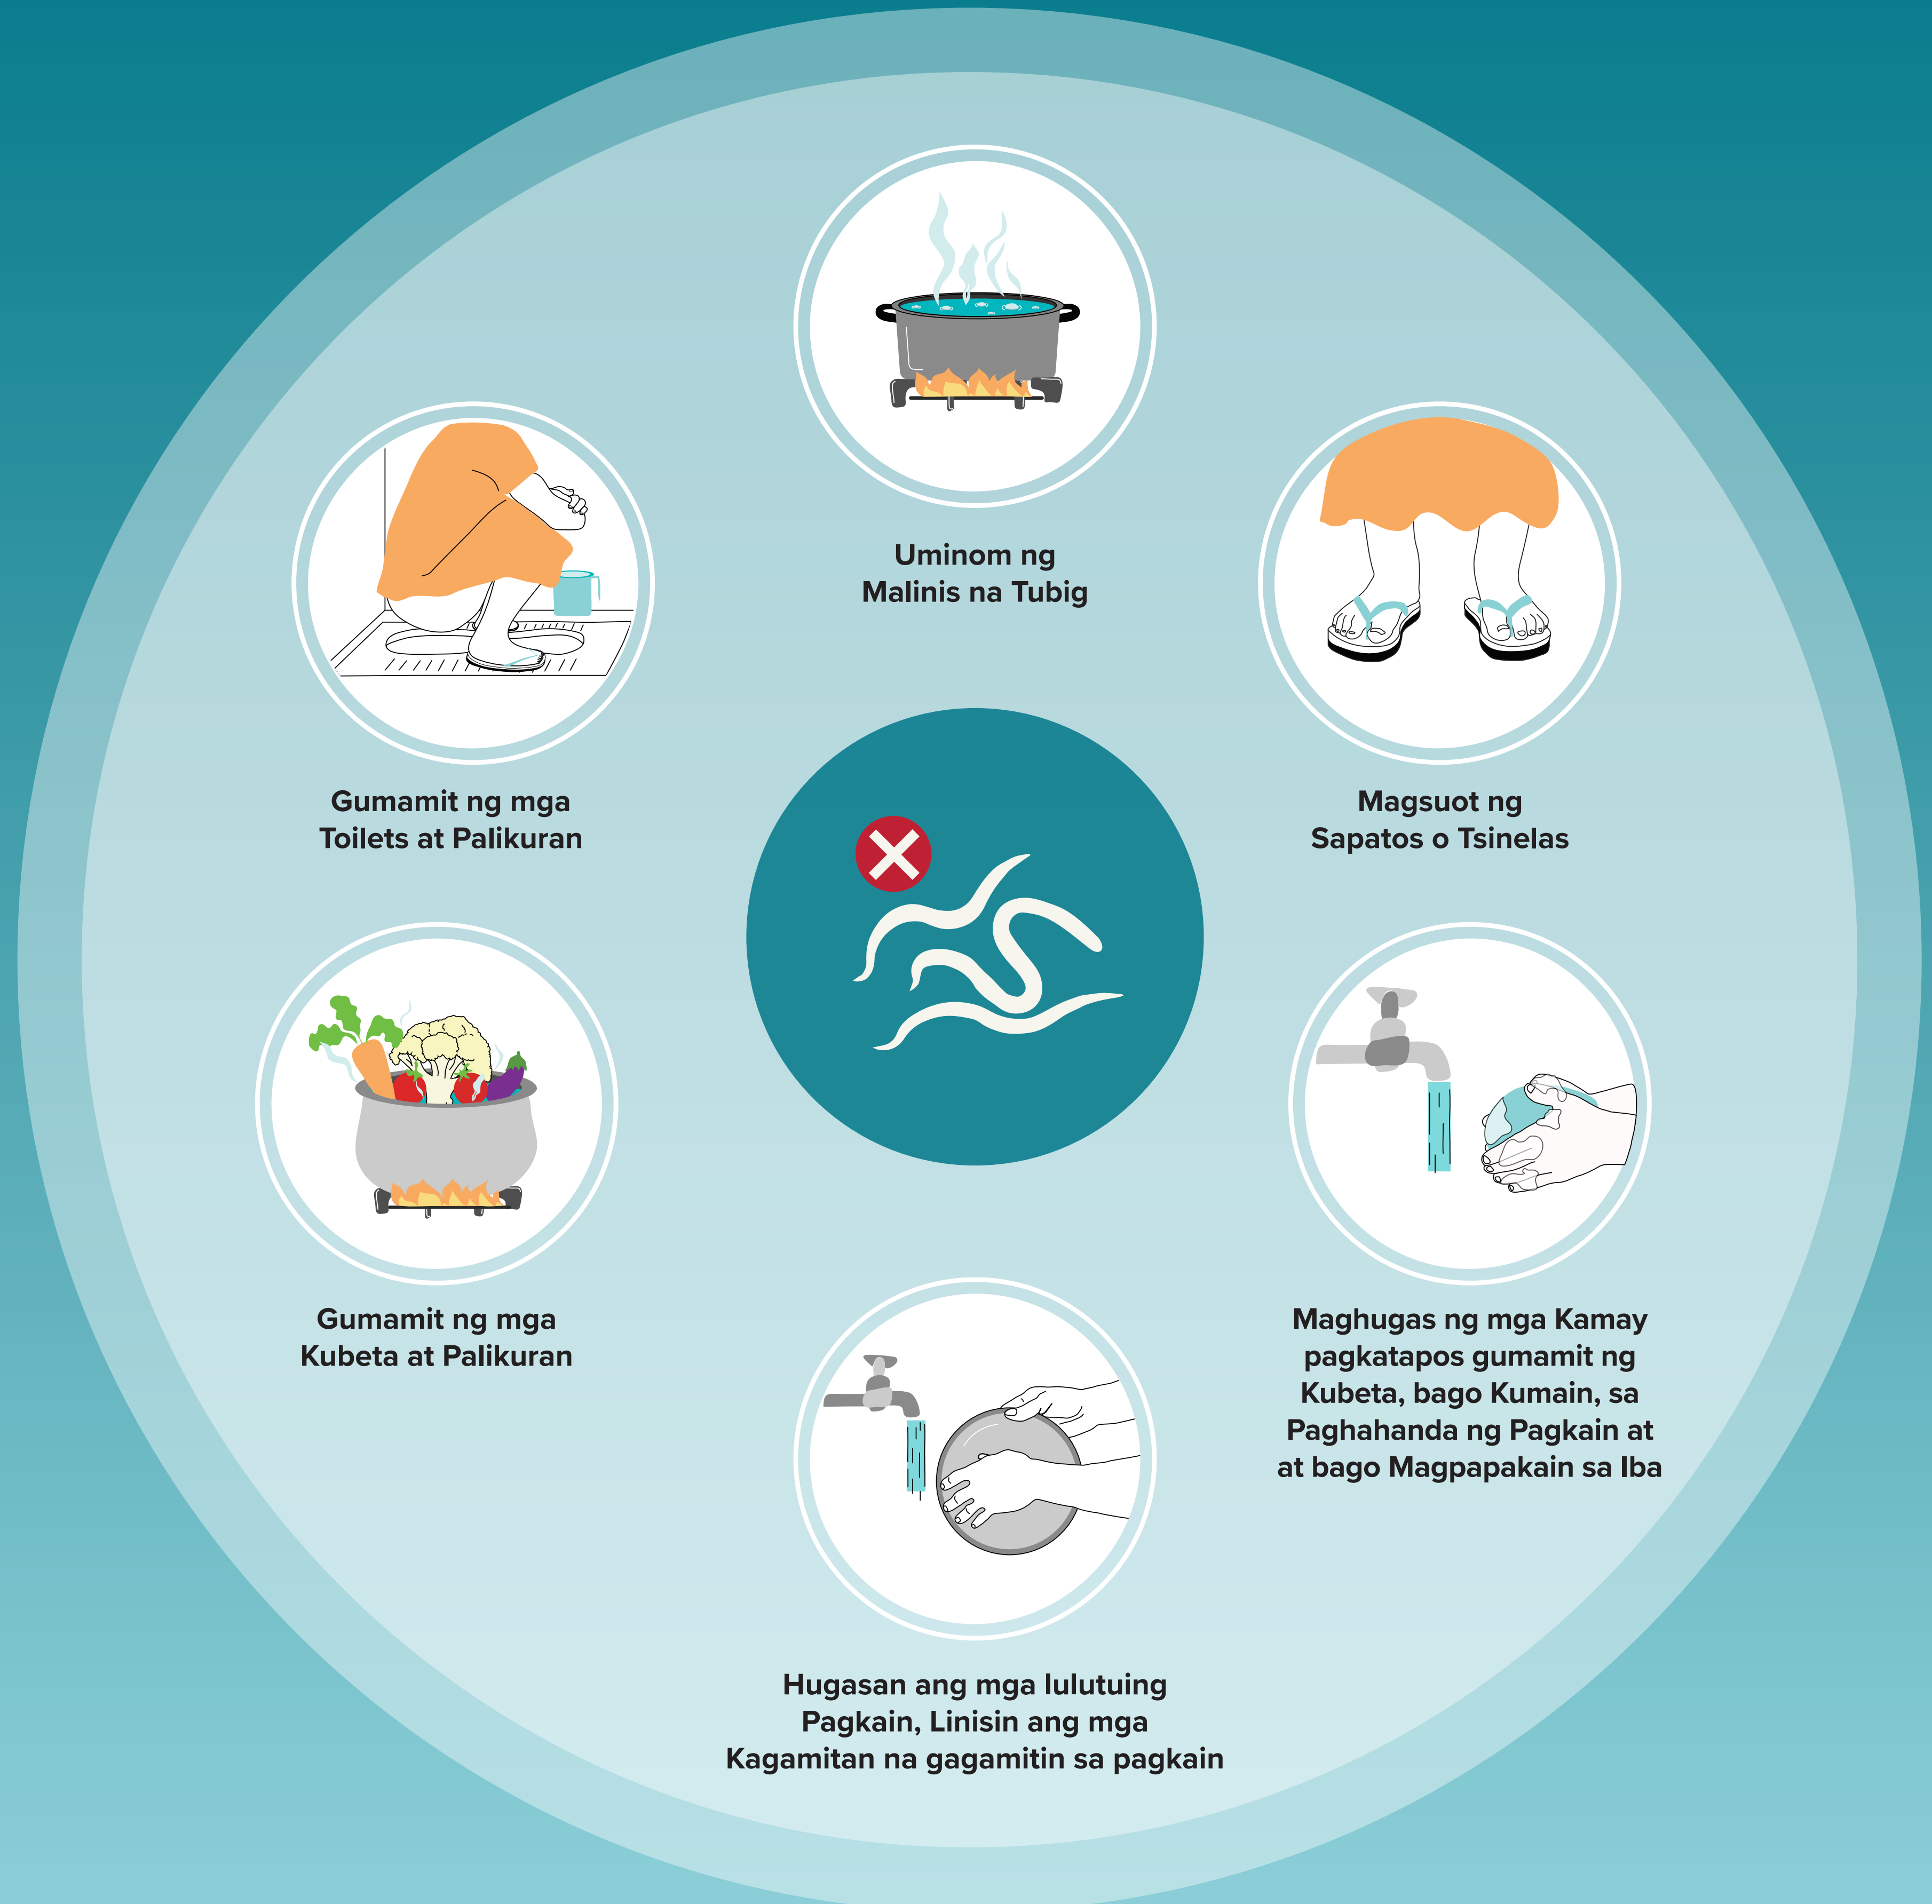 Uminom ng
Malinis na Tubig
Gumamit ng mga
Toilets at Palikuran
Magsuot ng
Sapatos o Tsinelas
Gumamit ng mga
Kubeta at Palikuran
Maghugas ng mga Kamay
pagkatapos gumamit ng
Kubeta, bago Kumain, sa
Paghahanda ng Pagkain at
at bago Magpapakain sa Iba
Hugasan ang mga lulutuing
Pagkain, Linisin ang mga
Kagamitan na gagamitin sa pagkain